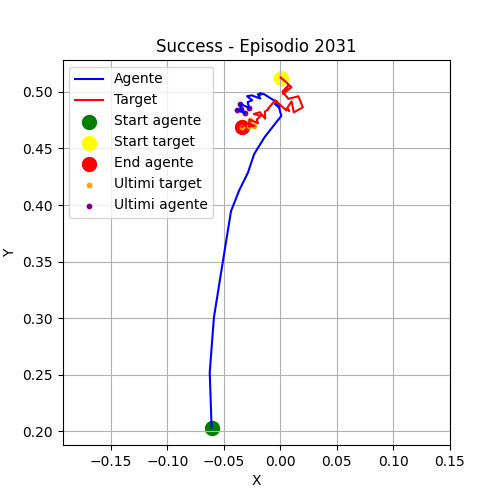 Success - Episodio 2031
Agente
Target
Start agente
Start target
End agente
Ultimi target
Ultimi agente
0.50
0.45
0.40
0.35
0.30
0.25
0.20
Y
−0.15
−0.10
−0.05
0.00
0.05
0.10
0.15
X